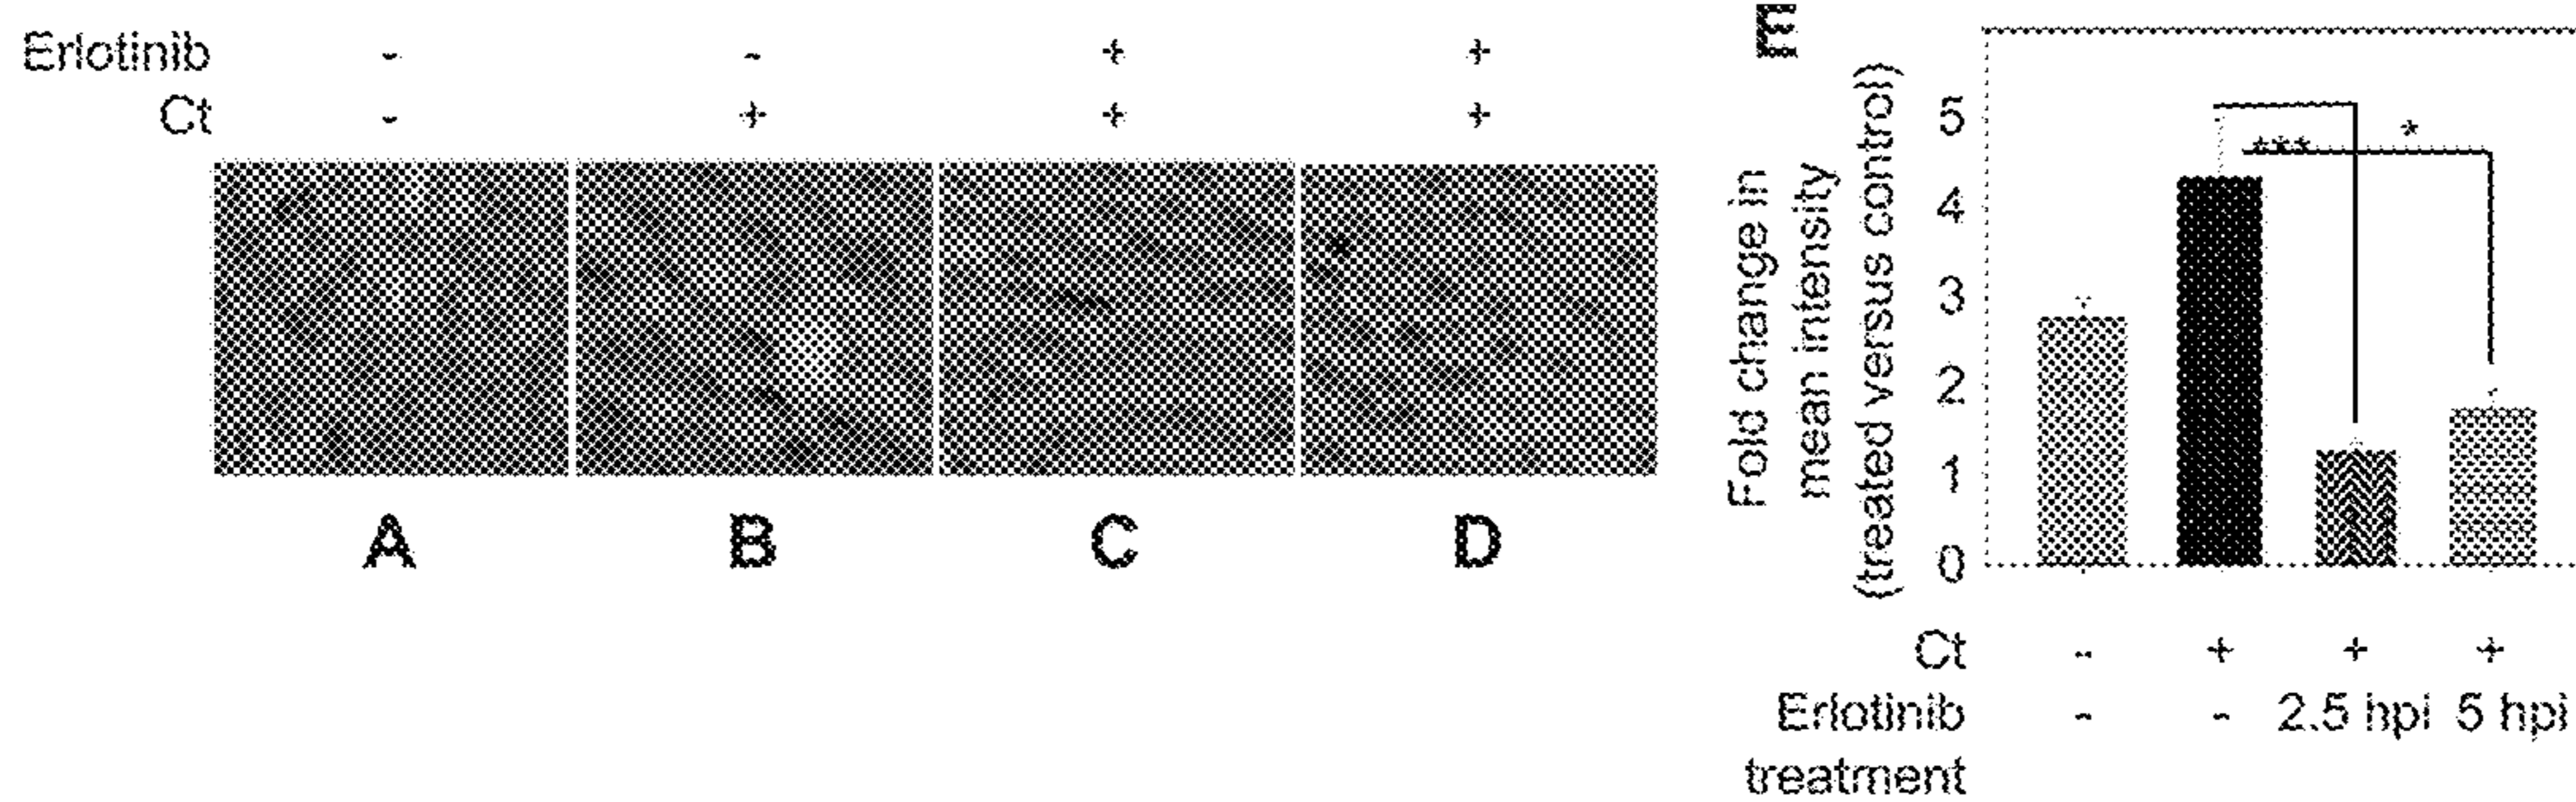 Erlotinib - - + +
Ct - + + +
A B C D
E
Fold change in
mean intensity
(treated versus control)
5
4
3
2
1
0
*** *
Ct - + + +
Erlotinib - - 2.5 hpi 5 hpi
treatment